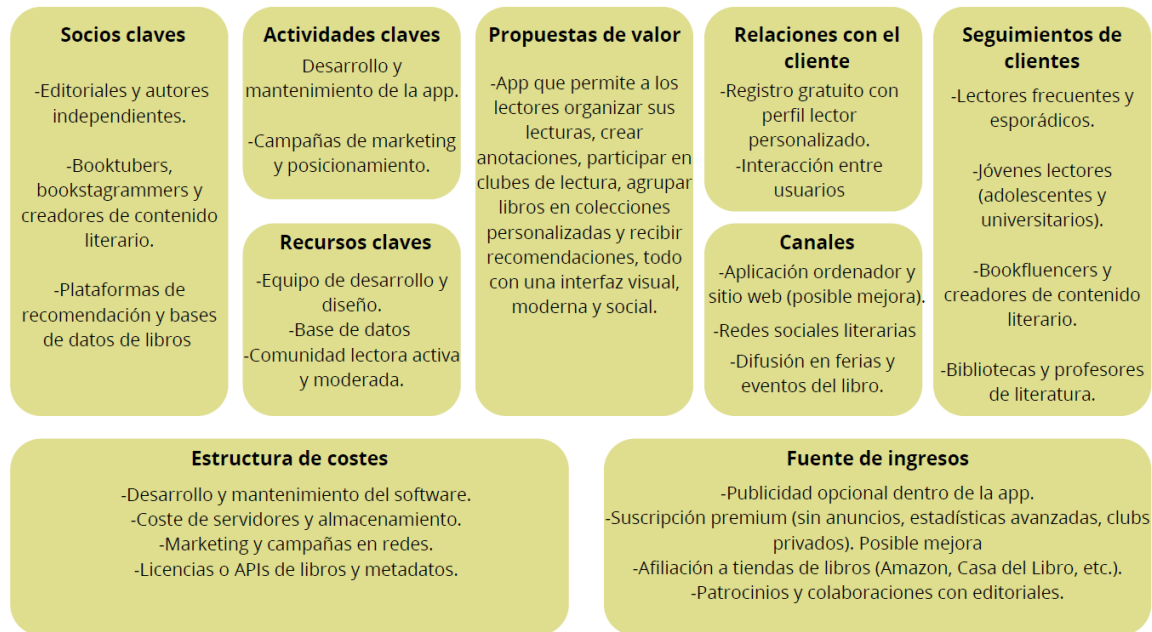 Socios claves
-Editoriales y autores
independientes.
-Booktubers,
bookstagrammers y
creadores de contenido
literario.
-Plataformas de
recomendación y bases
de datos de libros
Actividades claves
Desarrollo y
mantenimiento de la app.
-Campañas de marketing
y posicionamiento.
Recursos claves
-Equipo de desarrollo y
diseño.
-Base de datos
-Comunidad lectora activa
y moderada.
Propuestas de valor
-App que permite a los
lectores organizar sus
lecturas, crear
anotaciones, participar en
clubes de lectura, agrupar
libros en colecciones
personalizadas y recibir
recomendaciones, todo
con una interfaz visual,
moderna y social.
Relaciones con el
cliente
-Registro gratuito con
perfil lector
personalizado.
-Interacción entre
usuarios
Canales
-Aplicación ordenador y
sitio web (posible mejora).
-Redes sociales literarias
-Difusión en ferias y
eventos del libro.
Seguimientos de
clientes
-Lectores frecuentes y
esporádicos.
-Jóvenes lectores
(adolescentes y
universitarios).
-Bookfluencers y
creadores de contenido
literario.
-Bibliotecas y profesores
de literatura.
Estructura de costes
-Desarrollo y mantenimiento del software.
-Coste de servidores y almacenamiento.
-Marketing y campañas en redes.
-Licencias o APIs de libros y metadatos.
Fuente de ingresos
-Publicidad opcional dentro de la app.
-Suscripción premium (sin anuncios, estadísticas avanzadas, clubs
privados). Posible mejora
-Afiliación a tiendas de libros (Amazon, Casa del Libro, etc.).
-Patrocinios y colaboraciones con editoriales.